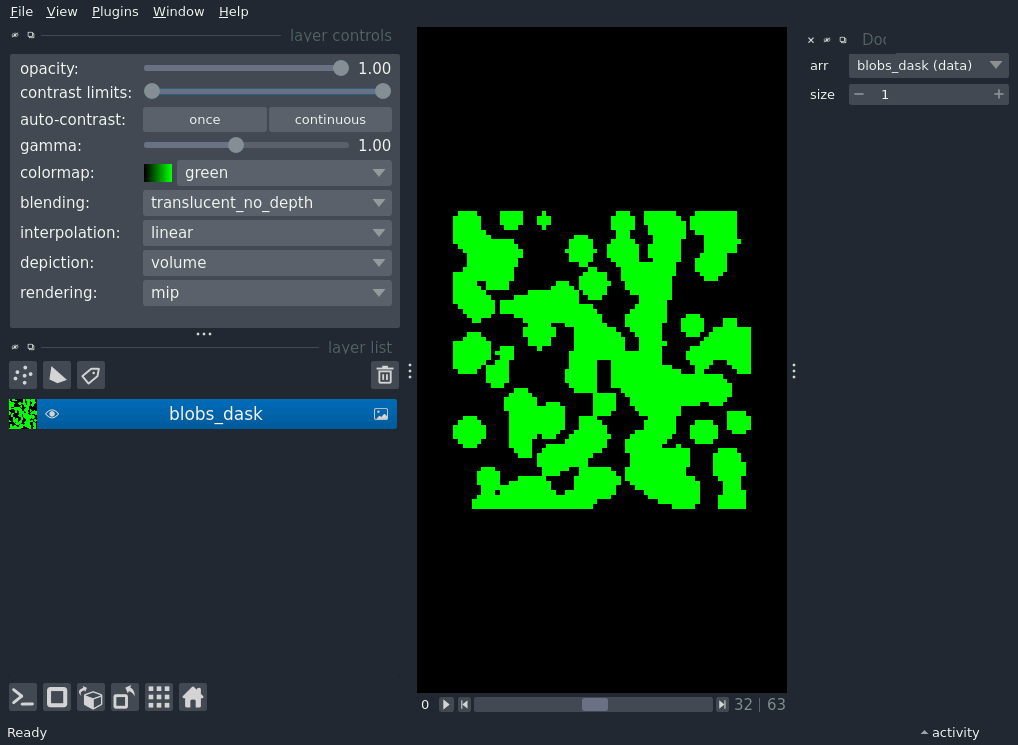 File View Plugins Window Help
layer controls
opacity: 1.00
contrast limits:
auto-contrast: once continuous
gamma: 1.00
colormap: green
blending: translucent_no_depth
interpolation: linear
depiction: volume
rendering: mip
layer list
blobs_dask
0 32 | 63
Ready
Doc
arr blobs_dask (data)
size 1
activity